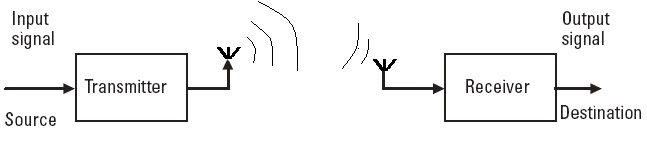 Input
signal
Transmitter
Source
Output
signal
Receiver
Destination